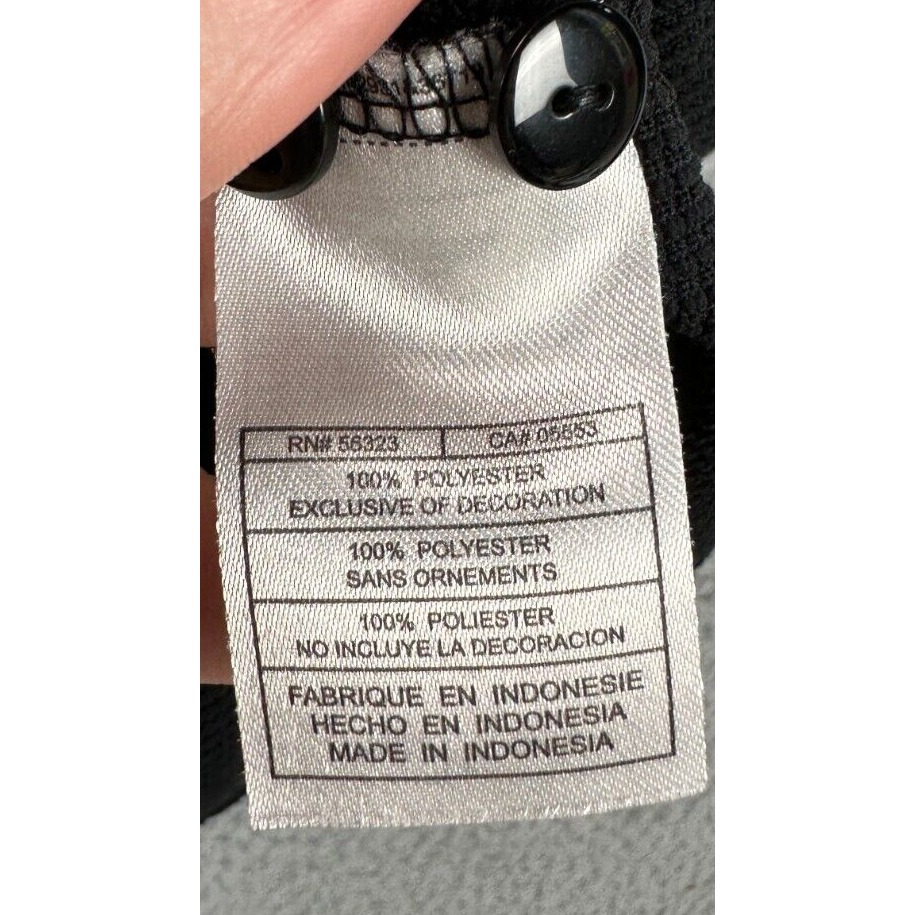 RN# 56323
CA# 05553
100% POLYESTER
EXCLUSIVE OF DECORATION
100% POLYESTER
SANS ORNEMENTS
100% POLIESTER
NO INCLUYE LA DECORACION
FABRIQUE EN INDONESIE
HECHO EN INDONESIA
MADE IN INDONESIA